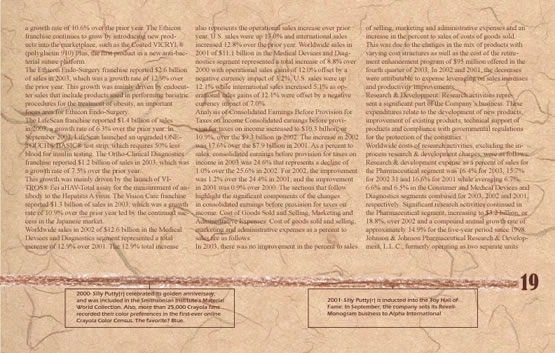 a growth rate of 10.6% over the prior year. The Ethicon
franchise continues to grow by introducing new prod-
ucts into the marketplace, such as the Coated VICRYL®
(polyglactin 910) Plus, the first product in a new anti-bac-
terial suture platform.
The Ethicon Endo-Surgery franchise reported $2.6 billion
of sales in 2003, which was a growth rate of 12.0% over
the prior year. This growth was mainly driven by endocut-
ter sales that include products used in performing bariatric
procedures for the treatment of obesity, an important
focus area for Ethicon Endo-Surgery.
The LifeScan franchise reported $1.4 billion of sales
in 2003, a growth rate of 6.3% over the prior year. In
September 2003, LifeScan launched an upgraded ONE-
TOUCH® BASIC® test strip, which requires 50% less
blood for insulin testing. The Ortho-Clinical Diagnostics
franchise reported $1.2 billion of sales in 2003, which was
a growth rate of 7.5% over the prior year.
This growth was mainly driven by the launch of VI-
TROS® Eci aHAV-Total assay for the measurement of an-
tibody to the Hepatitis A virus. The Vision Care franchise
reported $1.3 billion of sales in 2003, which was a growth
rate of 10.9% over the prior year led by the continued suc-
cess in the Japanese market.
Worldwide sales in 2002 of $12.6 billion in the Medical
Devices and Diagnostics segment represented a total
increase of 12.9% over 2001. The 12.9% total increase
also represents the operational sales increase over prior
year. U.S. sales were up 13.0% and international sales
increased 12.8% over the prior year. Worldwide sales in
2001 of $11.1 billion in the Medical Devices and Diag-
nostics segment represented a total increase of 8.8% over
2000 with operational sales gains of 12.0% offset by a
negative currency impact of 3.2%. U.S. sales were up
12.1% while international sales increased 5.1% as op-
erational sales gains of 12.1% were offset by a negative
currency impact of 7.0%.
Analysis of Consolidated Earnings Before Provision For
Taxes on Income Consolidated earnings before provi-
sion for taxes on income increased to $10.3 billion or
10.9% over the $9.3 billion in 2002. The increase in 2002
was 17.6% over the $7.9 billion in 2001. As a percent to
sales, consolidated earnings before provision for taxes on
income in 2003 was 24.6% that represents a decline of
1.0% over the 25.6% in 2002. For 2002, the improvement
was 1.2% over the 24.4% in 2001, and the improvement
in 2001 was 0.9% over 2000. The sections that follow
highlight the significant components of the changes
in consolidated earnings before provision for taxes on
income. Cost of Goods Sold and Selling, Marketing and
Administrative Expenses: Cost of goods sold and selling,
marketing and administrative expenses as a percent to
sales are as follows
In 2003, there was no improvement in the percent to sales
of selling, marketing and administrative expenses and an
increase in the percent to sales of costs of goods sold.
This was due to changes in the mix of products with
varying cost structures as well as the cost of the retire-
ment enhancement program of $95 million offered in the
fourth quarter of 2003. In 2002 and 2001, the decreases
were attributable to expense leveraging on sales increases
and productivity improvements.
Research & Development: Research activities repre-
sent a significant part of the Company's business. These
expenditures relate to the development of new products,
improvement of existing products, technical support of
products and compliance with governmental regulations
for the protection of the consumer.
Worldwide costs of research activities, excluding the in-
process research & development charges, were as follows
Research & development expense as a percent of sales for
the Pharmaceutical segment was 16.4% for 2003, 15.7%
for 2002 and 16.6% for 2001 while leveraging 6.7%,
6.6% and 6.5% in the Consumer and Medical Devices and
Diagnostics segments combined for 2003, 2002 and 2001,
respectively. Significant research activities continued in
the Pharmaceutical segment, increasing to $3.2 billion, or
18.8%, over 2002 and a compound annual growth rate of
approximately 14.9% for the five-year period since 1998.
Johnson & Johnson Pharmaceutical Research & Develop-
ment, L.L.C., formerly operating as two separate units
19
2000- Silly Putty(r) celebrated its golden anniversary,
and was included in the Smithsonian Institute's Material
World Collection. Also, more than 25,000 Crayola fans
recorded their color preferences in the first-ever online
Crayola Color Census. The favorite? Blue.
2001- Silly Putty(r) is inducted into the Toy Hall of
Fame. In September, the company sells its Revell-
Monogram business to Alpha International